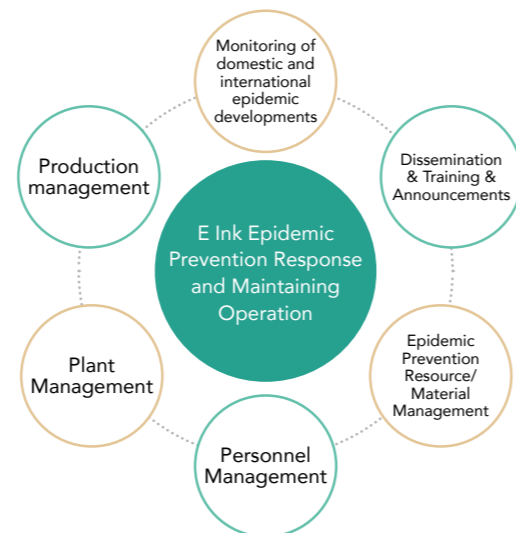 Monitoring of
domestic and
international
epidemic
developments
Dissemination
& Training &
Announcements
Epidemic
Prevention
Resource/
Material
Management
Personnel
Management
Plant
Management
Production
management
E Ink Epidemic
Prevention Response
and Maintaining
Operation